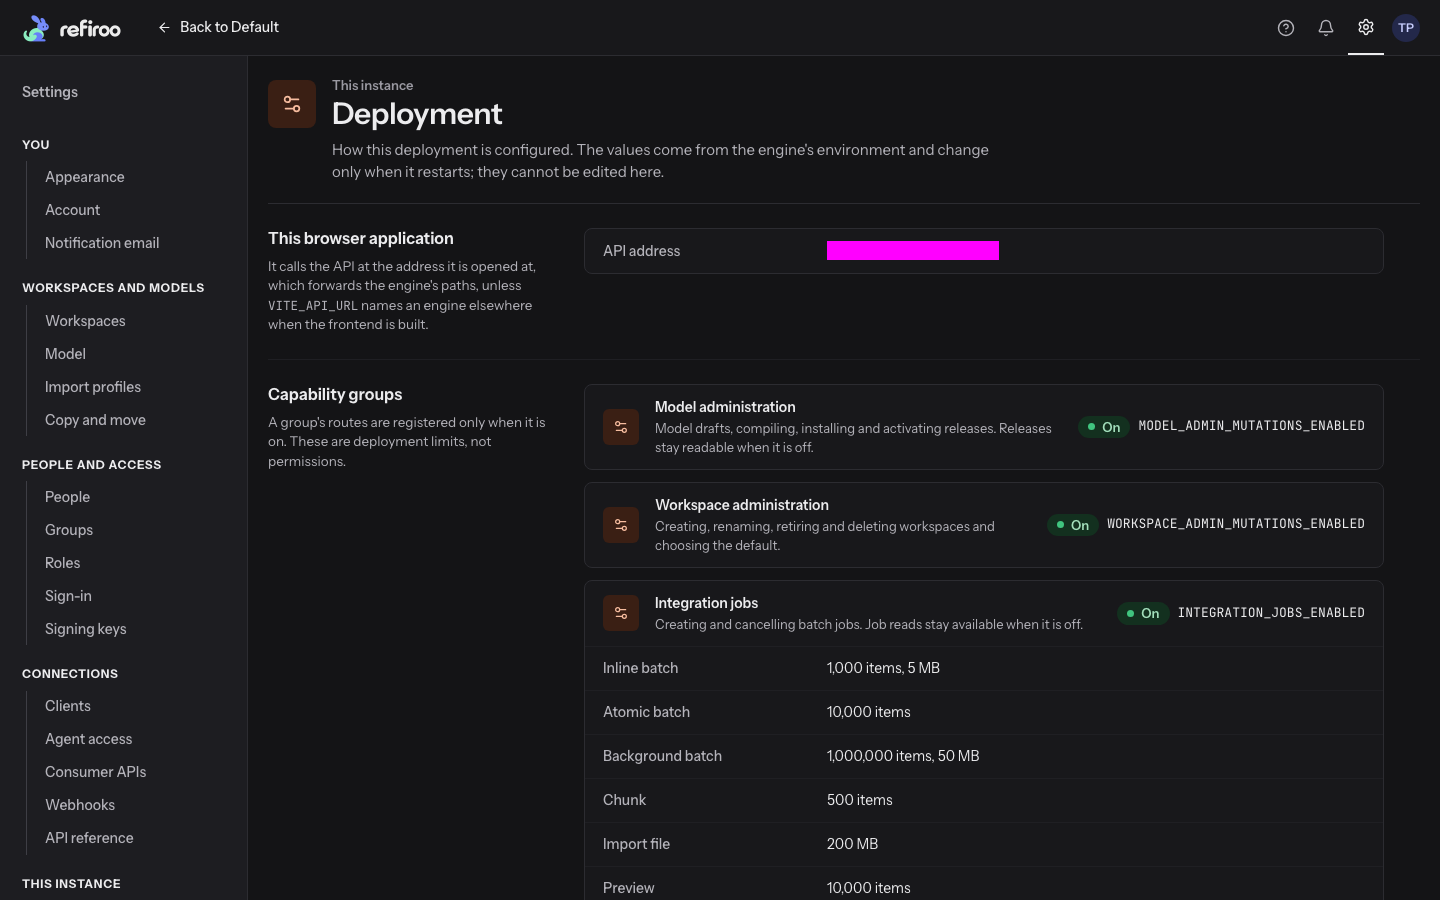 refiroo
Back to Default
TP
Settings
YOU
Appearance
Account
Notification email
WORKSPACES AND MODELS
Workspaces
Model
Import profiles
Copy and move
PEOPLE AND ACCESS
People
Groups
Roles
Sign-in
Signing keys
CONNECTIONS
Clients
Agent access
Consumer APIs
Webhooks
API reference
THIS INSTANCE
This instance
Deployment
How this deployment is configured. The values come from the engine's environment and change
only when it restarts; they cannot be edited here.
This browser application
It calls the API at the address it is opened at,
which forwards the engine's paths, unless
VITE_API_URL names an engine elsewhere
when the frontend is built.
API address
Capability groups
A group's routes are registered only when it is
on. These are deployment limits, not
permissions.
Model administration
Model drafts, compiling, installing and activating releases. Releases
stay readable when it is off.
On MODEL_ADMIN_MUTATIONS_ENABLED
Workspace administration
Creating, renaming, retiring and deleting workspaces and
choosing the default.
On WORKSPACE_ADMIN_MUTATIONS_ENABLED
Integration jobs
Creating and cancelling batch jobs. Job reads stay available when it is off.
On INTEGRATION_JOBS_ENABLED
Inline batch 1,000 items, 5 MB
Atomic batch 10,000 items
Background batch 1,000,000 items, 50 MB
Chunk 500 items
Import file 200 MB
Preview 10,000 items